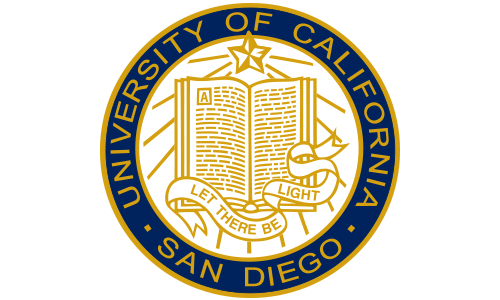 UNIVERSITY OF CALIFORNIA
· SAN DIEGO ·
A
LET THERE BE LIGHT